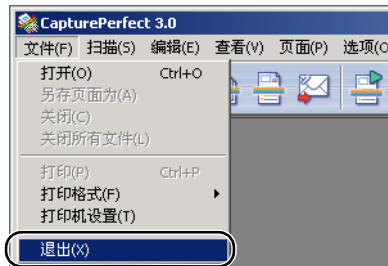 CapturePerfect 3.0
文件(F) 扫描(S) 编辑(E) 查看(V) 页面(P) 选项(O
打开(O) Ctrl+O
另存页面为(A)
关闭(C)
关闭所有文件(L)
打印(P) Ctrl+P
打印格式(F)
打印机设置(T)
退出(X)